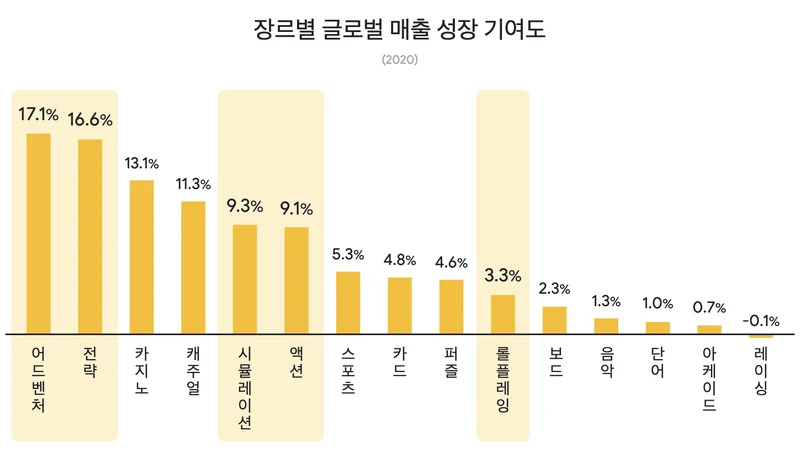 장르별 글로벌 매출 성장 기여도
(2020)
17.1%
16.6%
13.1%
11.3%
9.3%
9.1%
5.3%
4.8%
4.6%
3.3%
2.3%
1.3%
1.0%
0.7%
-0.1%
어드벤처
전략
카지노
캐주얼
시뮬레이션
액션
스포츠
카드
퍼즐
롤플레잉
보드
음악
단어
아케이드
레이싱